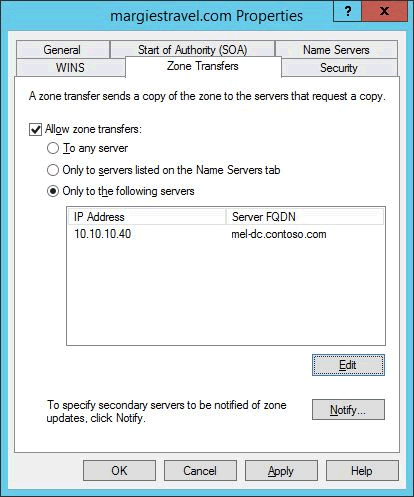 margiestravel.com Properties
? x
General Start of Authority (SOA) Name Servers
WINS Zone Transfers Security
A zone transfer sends a copy of the zone to the servers that request a copy.
Allow zone transfers:
To any server
Only to servers listed on the Name Servers tab
Only to the following servers
IP Address Server FQDN
10.10.10.40 mel-dc.contoso.com
Edit
To specify secondary servers to be notified of zone
updates, click Notify.
Notify...
OK Cancel Apply Help